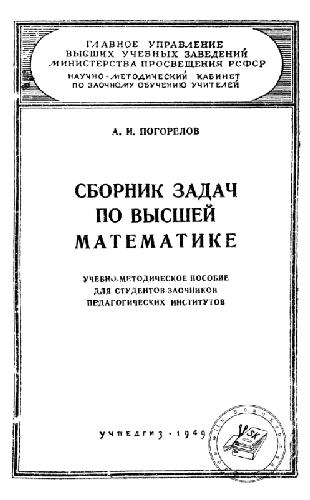 ГЛАВНОЕ УПРАВЛЕНИЕ
ВЫСШИХ УЧЕБНЫХ ЗАВЕДЕНИЙ
МИНИСТЕРСТВА ПРОСВЕЩЕНИЯ РСФСР
НАУЧНО-МЕТОДИЧЕСКИЙ КАБИНЕТ
ПО ЗАОЧНОМУ ОБУЧЕНИЮ УЧИТЕЛЕЙ
А. И. ПОГОРЕЛОВ
СБОРНИК ЗАДАЧ
ПО ВЫСШЕЙ
МАТЕМАТИКЕ
УЧЕБНО-МЕТОДИЧЕСКОЕ ПОСОБИЕ
ДЛЯ СТУДЕНТОВ-ЗАОЧНИКОВ
ПЕДАГОГИЧЕСКИХ ИНСТИТУТОВ
УЧПЕДГИЗ · 1949
VSK